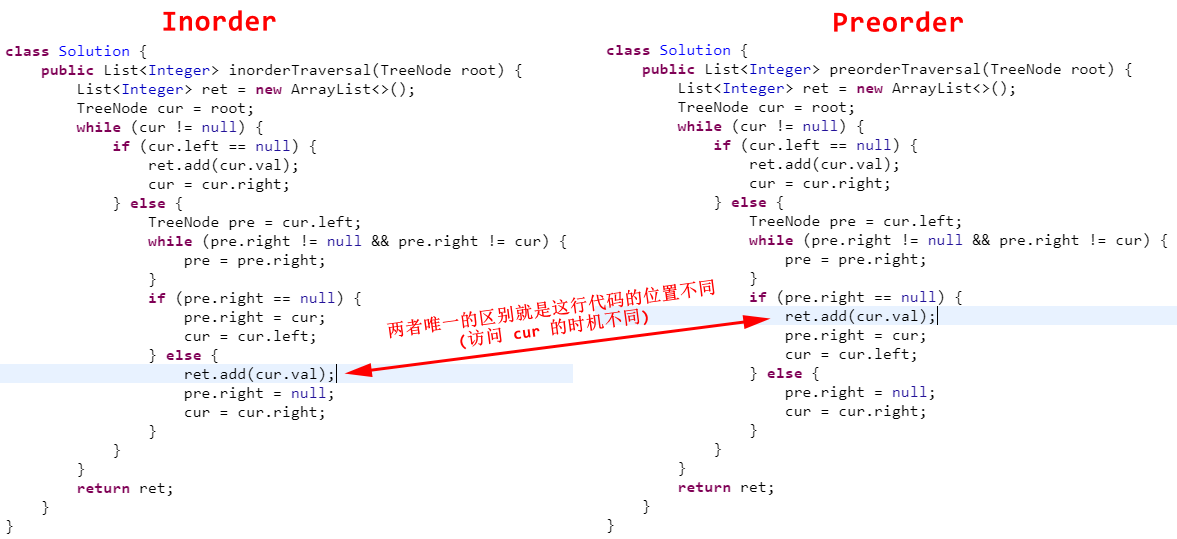 Inorder
class Solution {
    public List<Integer> inorderTraversal(TreeNode root) {
        List<Integer> ret = new ArrayList<>();
        TreeNode cur = root;
        while (cur != null) {
            if (cur.left == null) {
                ret.add(cur.val);
                cur = cur.right;
            } else {
                TreeNode pre = cur.left;
                while (pre.right != null && pre.right != cur) {
                    pre = pre.right;
                }
                if (pre.right == null) {
                    pre.right = cur;
                    cur = cur.left;
                } else {
                    ret.add(cur.val);
                    pre.right = null;
                    cur = cur.right;
                }
            }
        }
        return ret;
    }
}
两者唯一的区别就是这行代码的位置不同
(访问 cur 的时机不同)
Preorder
class Solution {
    public List<Integer> preorderTraversal(TreeNode root) {
        List<Integer> ret = new ArrayList<>();
        TreeNode cur = root;
        while (cur != null) {
            if (cur.left == null) {
                ret.add(cur.val);
                cur = cur.right;
            } else {
                TreeNode pre = cur.left;
                while (pre.right != null && pre.right != cur) {
                    pre = pre.right;
                }
                if (pre.right == null) {
                    ret.add(cur.val);
                    pre.right = cur;
                    cur = cur.left;
                } else {
                    pre.right = null;
                    cur = cur.right;
                }
            }
        }
        return ret;
    }
}